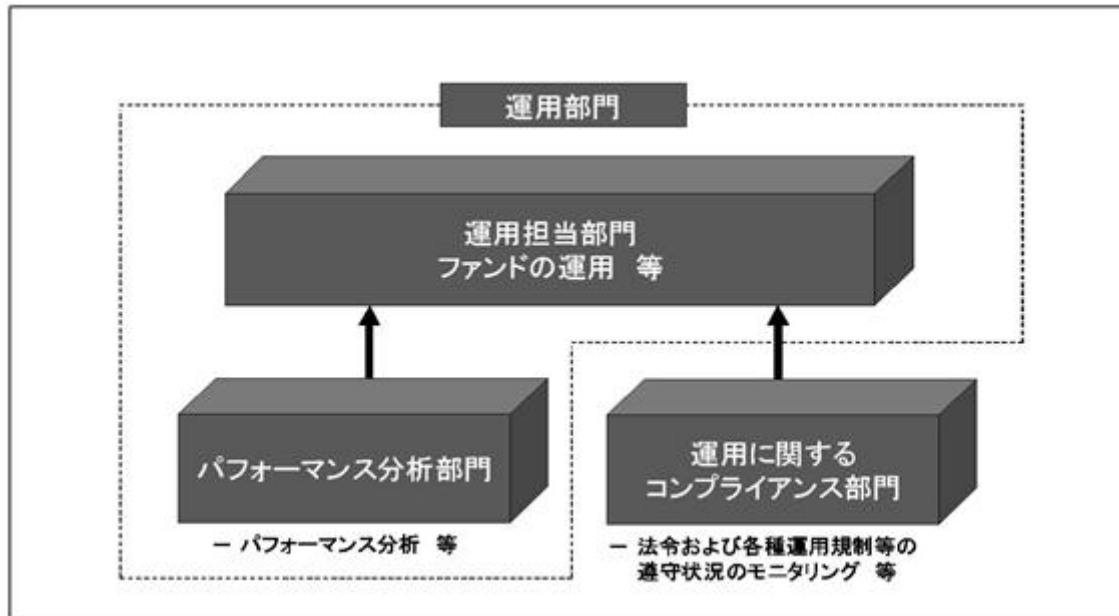 運用部門
運用担当部門
ファンドの運用 等
パフォーマンス分析部門
－ パフォーマンス分析 等
運用に関する
コンプライアンス部門
－ 法令および各種運用規制等の
遵守状況のモニタリング 等